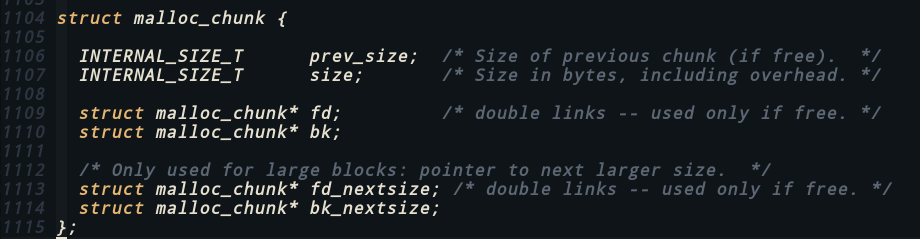 1103
1104 struct malloc_chunk {
1105
1106   INTERNAL_SIZE_T      prev_size;  /* Size of previous chunk (if free).  */
1107   INTERNAL_SIZE_T      size;       /* Size in bytes, including overhead. */
1108
1109   struct malloc_chunk* fd;         /* double links -- used only if free. */
1110   struct malloc_chunk* bk;
1111
1112   /* Only used for large blocks: pointer to next larger size.  */
1113   struct malloc_chunk* fd_nextsize; /* double links -- used only if free. */
1114   struct malloc_chunk* bk_nextsize;
1115 };